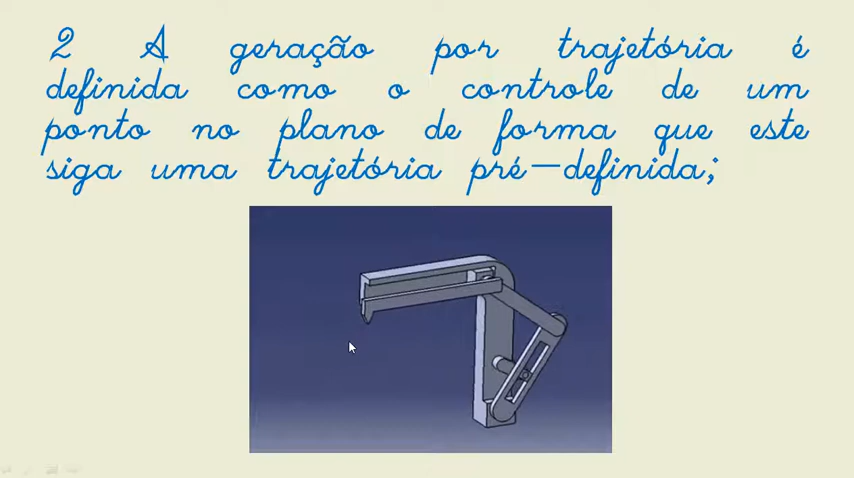 2 A geração por trajetória é
definida como o controle de um
ponto no plano de forma que este
siga uma trajetória pré-definida;